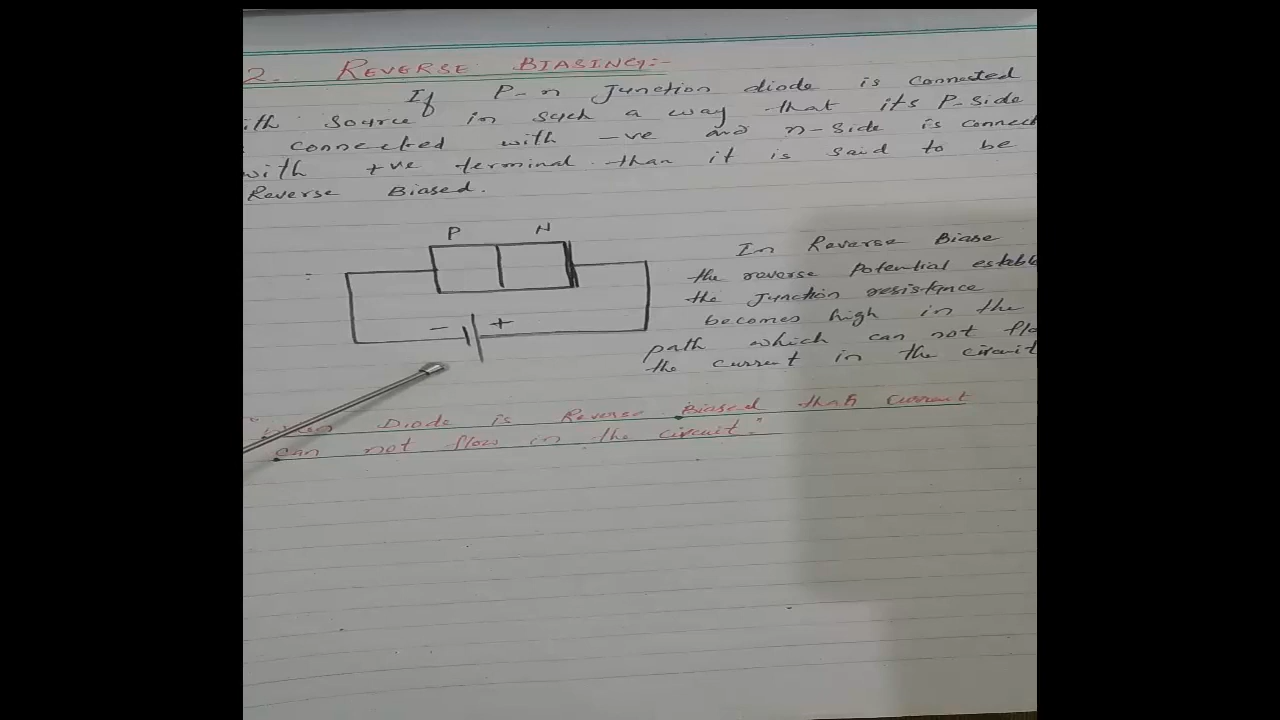 2. REVERSE BIASING:-
If P-n Junction diode is connected
ith source in such a way that its P-side
connected with -ve and n-side is connect
with +ve terminal than it is said to be
Reverse Biased.
P N
In Reverse Biase
the reverse Potential establ
the Junction resistance
becomes high in the
path which can not flo
the current in the circuit
- +
"When Diode is Reverse Biased than current
can not flow in the circuit."